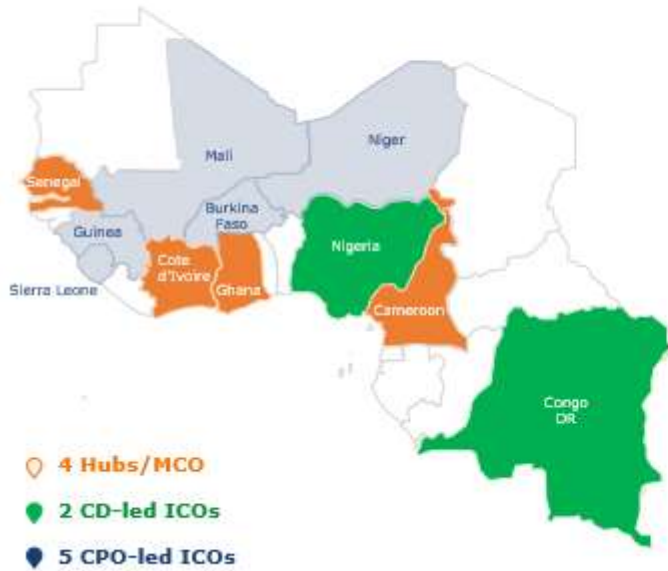 Senegal
Mali
Niger
Guinea
Burkina
Faso
Sierra Leone
Cote
d'Ivoire
Ghana
Nigeria
Cameroon
Congo
DR
4 Hubs/MCO
2 CD-led ICOs
5 CPO-led ICOs